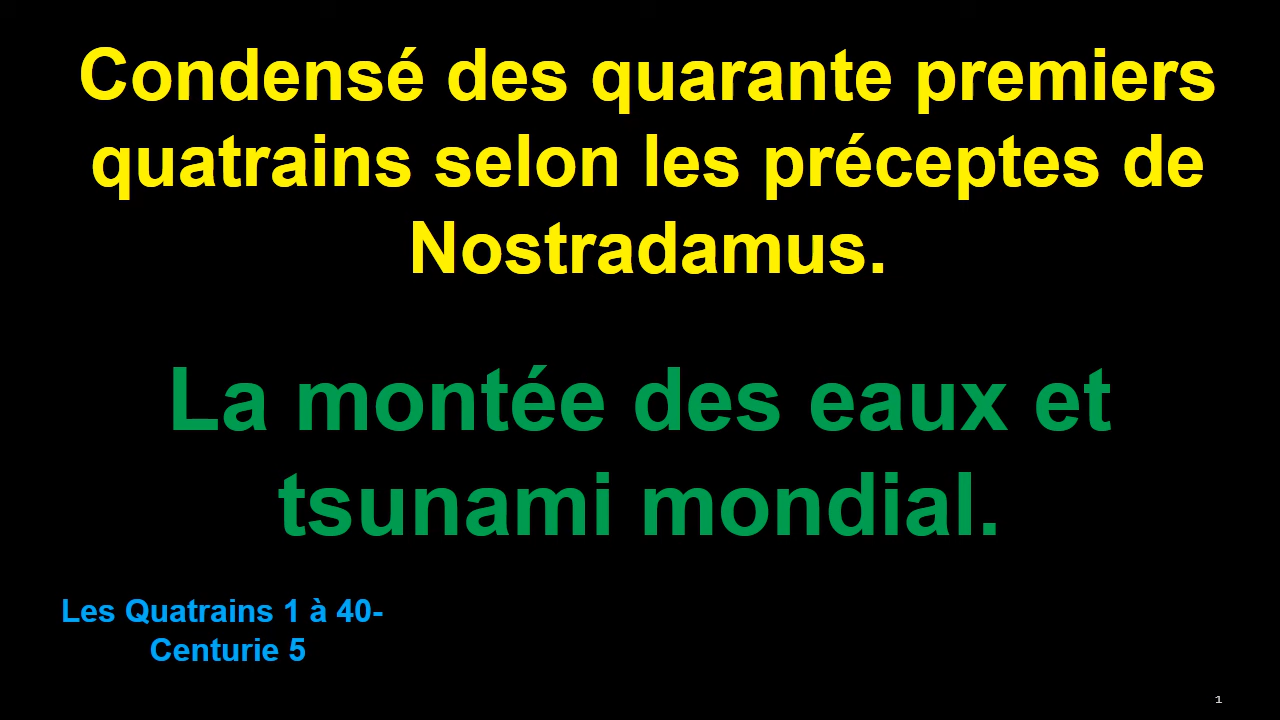 Condensé des quarante premiers
quatrains selon les préceptes de
Nostradamus.
La montée des eaux et
tsunami mondial.
Les Quatrains 1 à 40-
Centurie 5
1